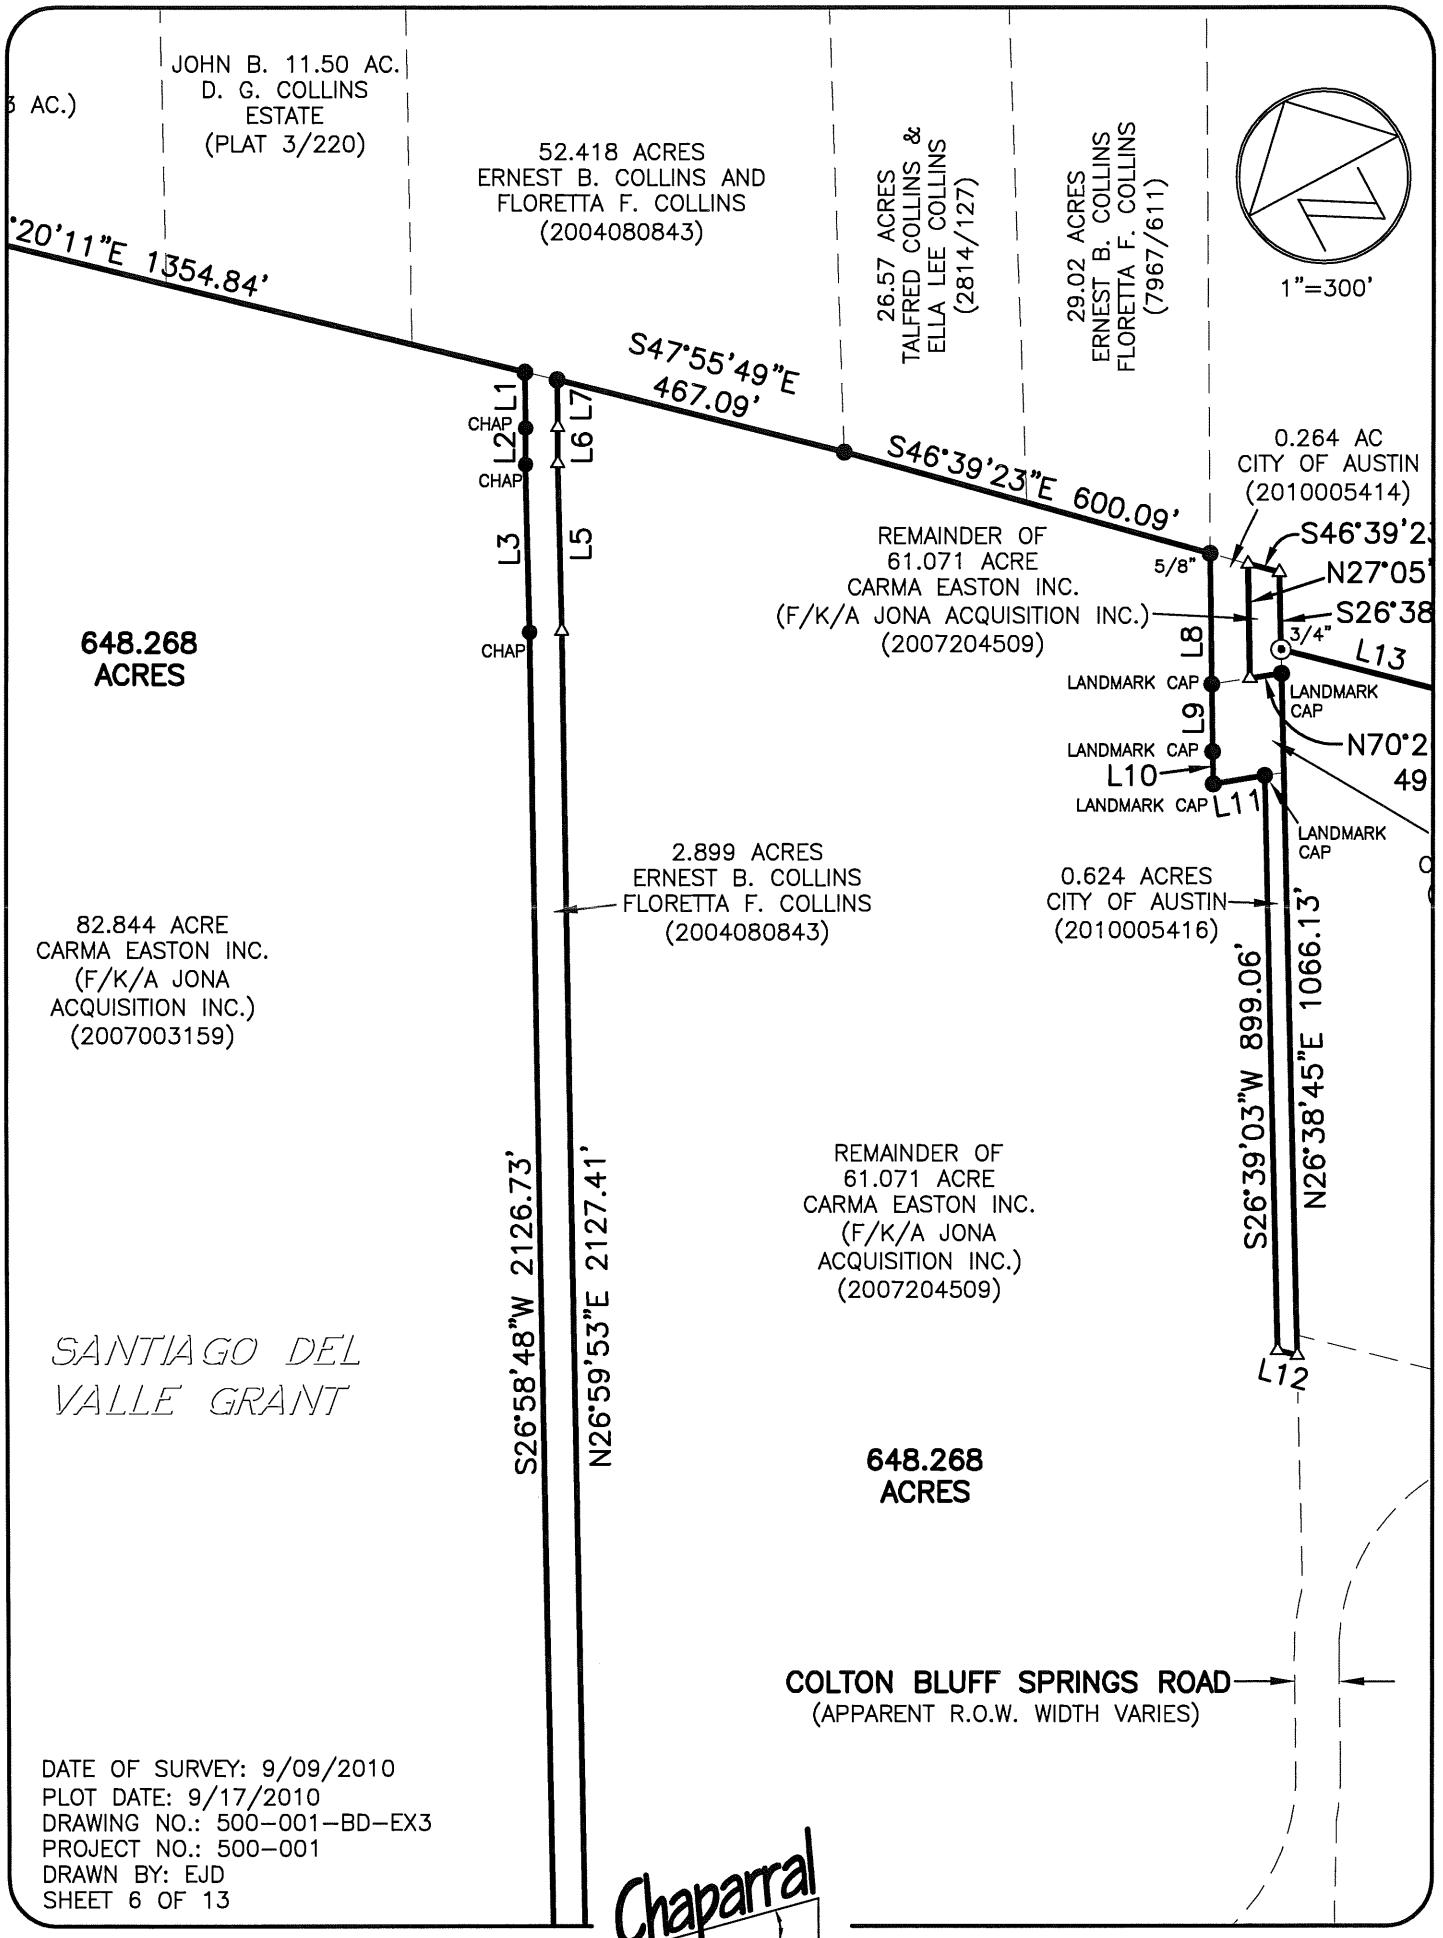 3 AC.)
JOHN B. 11.50 AC.
D. G. COLLINS
ESTATE
(PLAT 3/220)
52.418 ACRES
ERNEST B. COLLINS AND
FLORETTA F. COLLINS
(2004080843)
26.57 ACRES
TALFRED COLLINS &
ELLA LEE COLLINS
(2814/127)
29.02 ACRES
ERNEST B. COLLINS
FLORETTA F. COLLINS
(7967/611)
1"=300'
°20'11"E 1354.84'
S47°55'49"E
467.09'
S46°39'23"E 600.09'
L1
L7
CHAP
L2
L6
CHAP
L3
L5
CHAP
0.264 AC
CITY OF AUSTIN
(2010005414)
S46°39'23
N27°05'
S26°38
5/8"
3/4"
L13
REMAINDER OF
61.071 ACRE
CARMA EASTON INC.
(F/K/A JONA ACQUISITION INC.)
(2007204509)
L8
LANDMARK CAP
LANDMARK
CAP
L9
LANDMARK CAP
N70°2
49
L10
LANDMARK CAP
L11
LANDMARK
CAP
648.268
ACRES
2.899 ACRES
ERNEST B. COLLINS
FLORETTA F. COLLINS
(2004080843)
0.624 ACRES
CITY OF AUSTIN
(2010005416)
82.844 ACRE
CARMA EASTON INC.
(F/K/A JONA
ACQUISITION INC.)
(2007003159)
S26°58'48"W 2126.73'
N26°59'53"E 2127.41'
S26°39'03"W 899.06'
N26°38'45"E 1066.13'
REMAINDER OF
61.071 ACRE
CARMA EASTON INC.
(F/K/A JONA
ACQUISITION INC.)
(2007204509)
L12
SANTIAGO DEL
VALLE GRANT
648.268
ACRES
COLTON BLUFF SPRINGS ROAD
(APPARENT R.O.W. WIDTH VARIES)
DATE OF SURVEY: 9/09/2010
PLOT DATE: 9/17/2010
DRAWING NO.: 500-001-BD-EX3
PROJECT NO.: 500-001
DRAWN BY: EJD
SHEET 6 OF 13
Chaparral